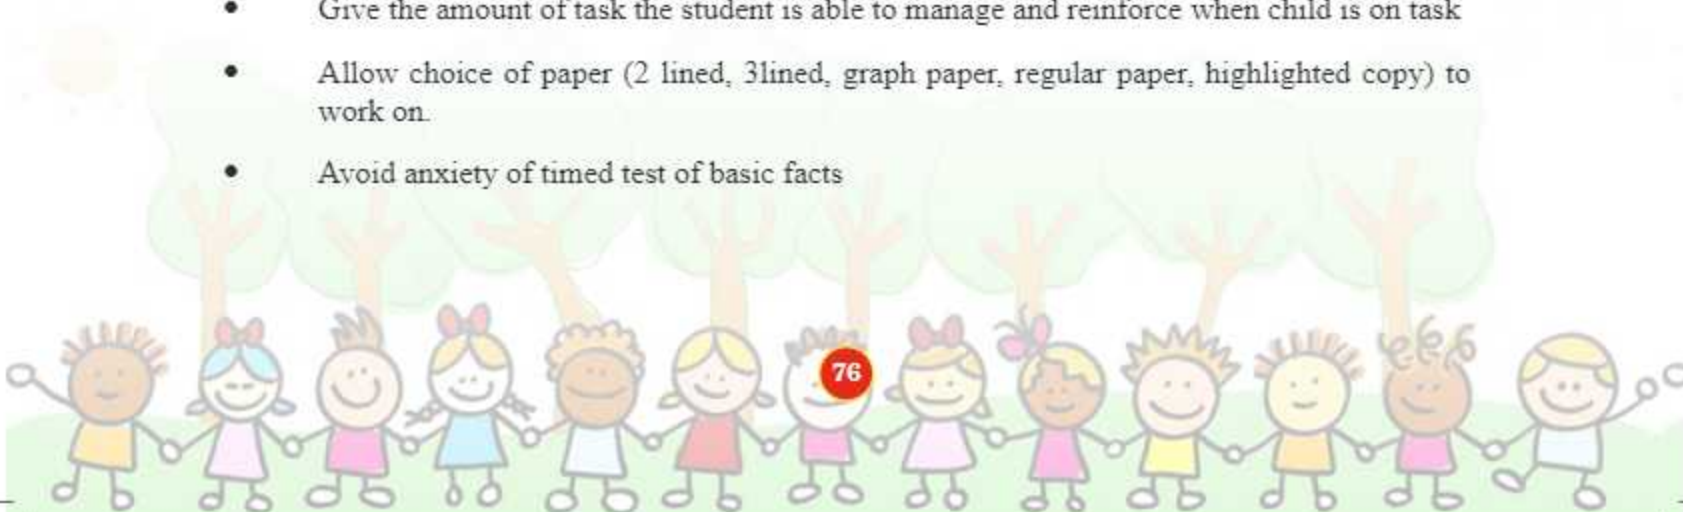 • Give the amount of task the student is able to manage and reinforce when child is on task
• Allow choice of paper (2 lined, 3lined, graph paper, regular paper, highlighted copy) to
work on.
• Avoid anxiety of timed test of basic facts
76